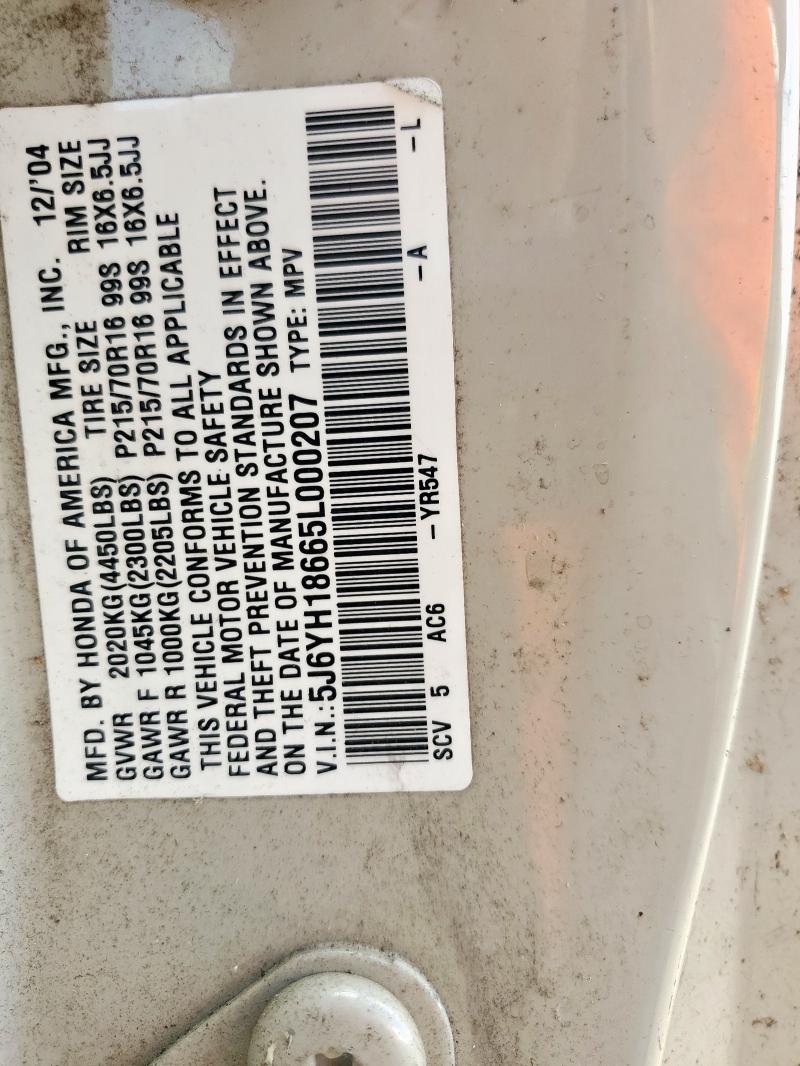 MFD. BY HONDA OF AMERICA MFG., INC. 12/'04
GVWR 2020KG(4450LBS) TIRE SIZE RIM SIZE
GAWR F 1045KG(2300LBS) P215/70R16 99S 16X6.5JJ
GAWR R 1000KG(2205LBS) P215/70R16 99S 16X6.5JJ
THIS VEHICLE CONFORMS TO ALL APPLICABLE
FEDERAL MOTOR VEHICLE SAFETY
AND THEFT PREVENTION STANDARDS IN EFFECT
ON THE DATE OF MANUFACTURE SHOWN ABOVE.
V.I.N.:5J6YH18665L000207 TYPE: MPV
SCV 5 AC6 -YR547 -A -L